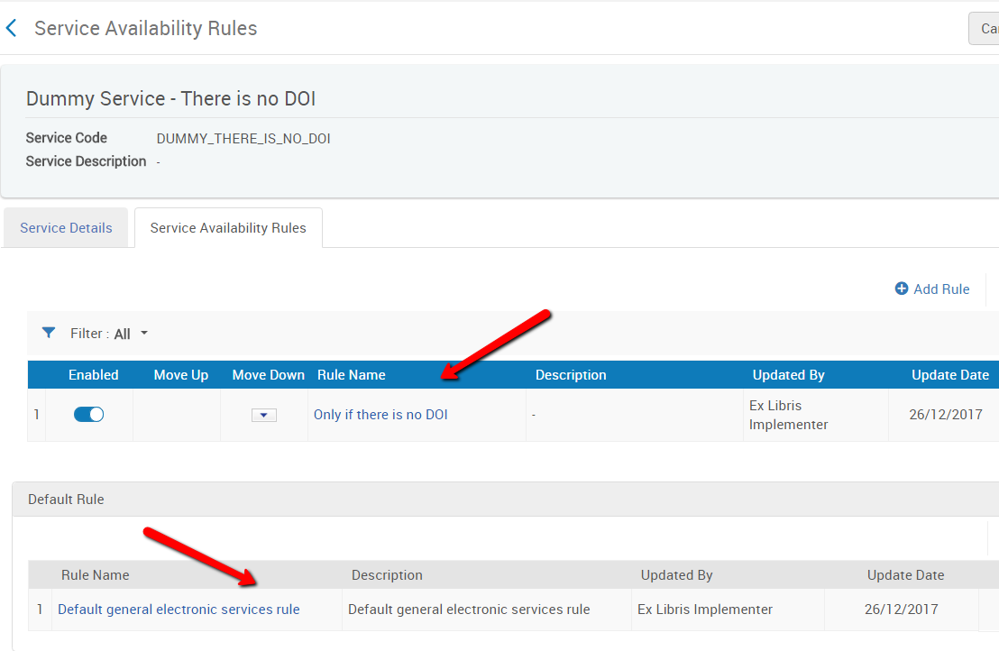 Service Availability Rules
Dummy Service - There is no DOI
Service Code DUMMY_THERE_IS_NO_DOI
Service Description -
Service Details Service Availability Rules
Add Rule
Filter : All
Enabled Move Up Move Down Rule Name Description Updated By Update Date
1 Only if there is no DOI - Ex Libris Implementer 26/12/2017
Default Rule
Rule Name Description Updated By Update Date
1 Default general electronic services rule Default general electronic services rule Ex Libris Implementer 26/12/2017